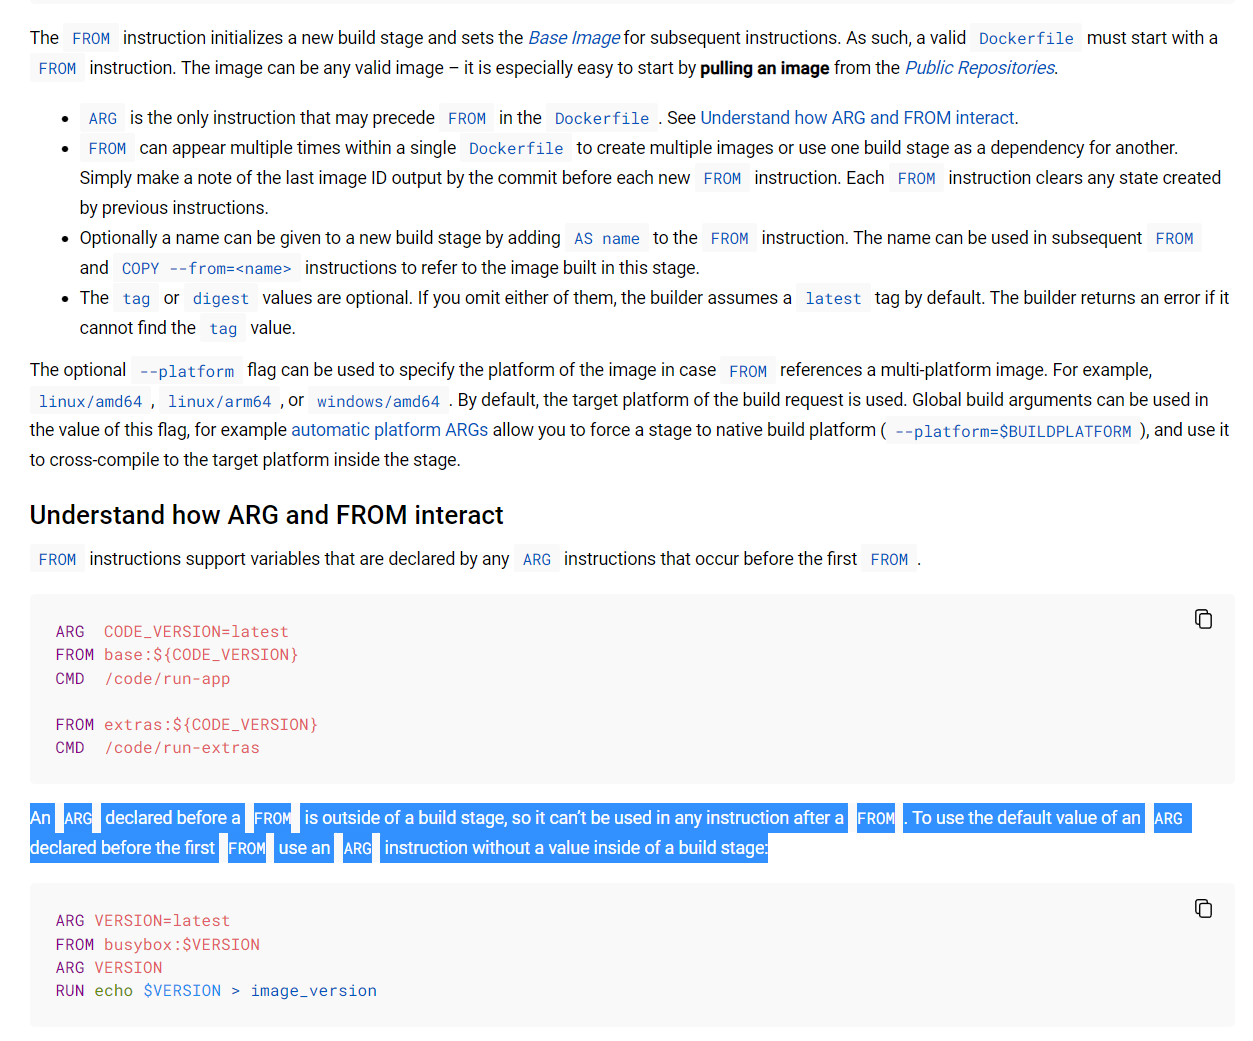 The FROM instruction initializes a new build stage and sets the Base Image for subsequent instructions. As such, a valid Dockerfile must start with a
FROM instruction. The image can be any valid image – it is especially easy to start by pulling an image from the Public Repositories.
• ARG is the only instruction that may precede FROM in the Dockerfile . See Understand how ARG and FROM interact.
• FROM can appear multiple times within a single Dockerfile to create multiple images or use one build stage as a dependency for another.
Simply make a note of the last image ID output by the commit before each new FROM instruction. Each FROM instruction clears any state created
by previous instructions.
• Optionally a name can be given to a new build stage by adding AS name to the FROM instruction. The name can be used in subsequent FROM
and COPY --from=<name> instructions to refer to the image built in this stage.
• The tag or digest values are optional. If you omit either of them, the builder assumes a latest tag by default. The builder returns an error if it
cannot find the tag value.
The optional --platform flag can be used to specify the platform of the image in case FROM references a multi-platform image. For example,
linux/amd64 , linux/arm64 , or windows/amd64 . By default, the target platform of the build request is used. Global build arguments can be used in
the value of this flag, for example automatic platform ARGs allow you to force a stage to native build platform ( --platform=$BUILDPLATFORM ), and use it
to cross-compile to the target platform inside the stage.
Understand how ARG and FROM interact
FROM instructions support variables that are declared by any ARG instructions that occur before the first FROM .
ARG  CODE_VERSION=latest
FROM base:${CODE_VERSION}
CMD  /code/run-app
FROM extras:${CODE_VERSION}
CMD  /code/run-extras
An ARG declared before a FROM is outside of a build stage, so it can’t be used in any instruction after a FROM . To use the default value of an ARG
declared before the first FROM use an ARG instruction without a value inside of a build stage:
ARG VERSION=latest
FROM busybox:$VERSION
ARG VERSION
RUN echo $VERSION > image_version